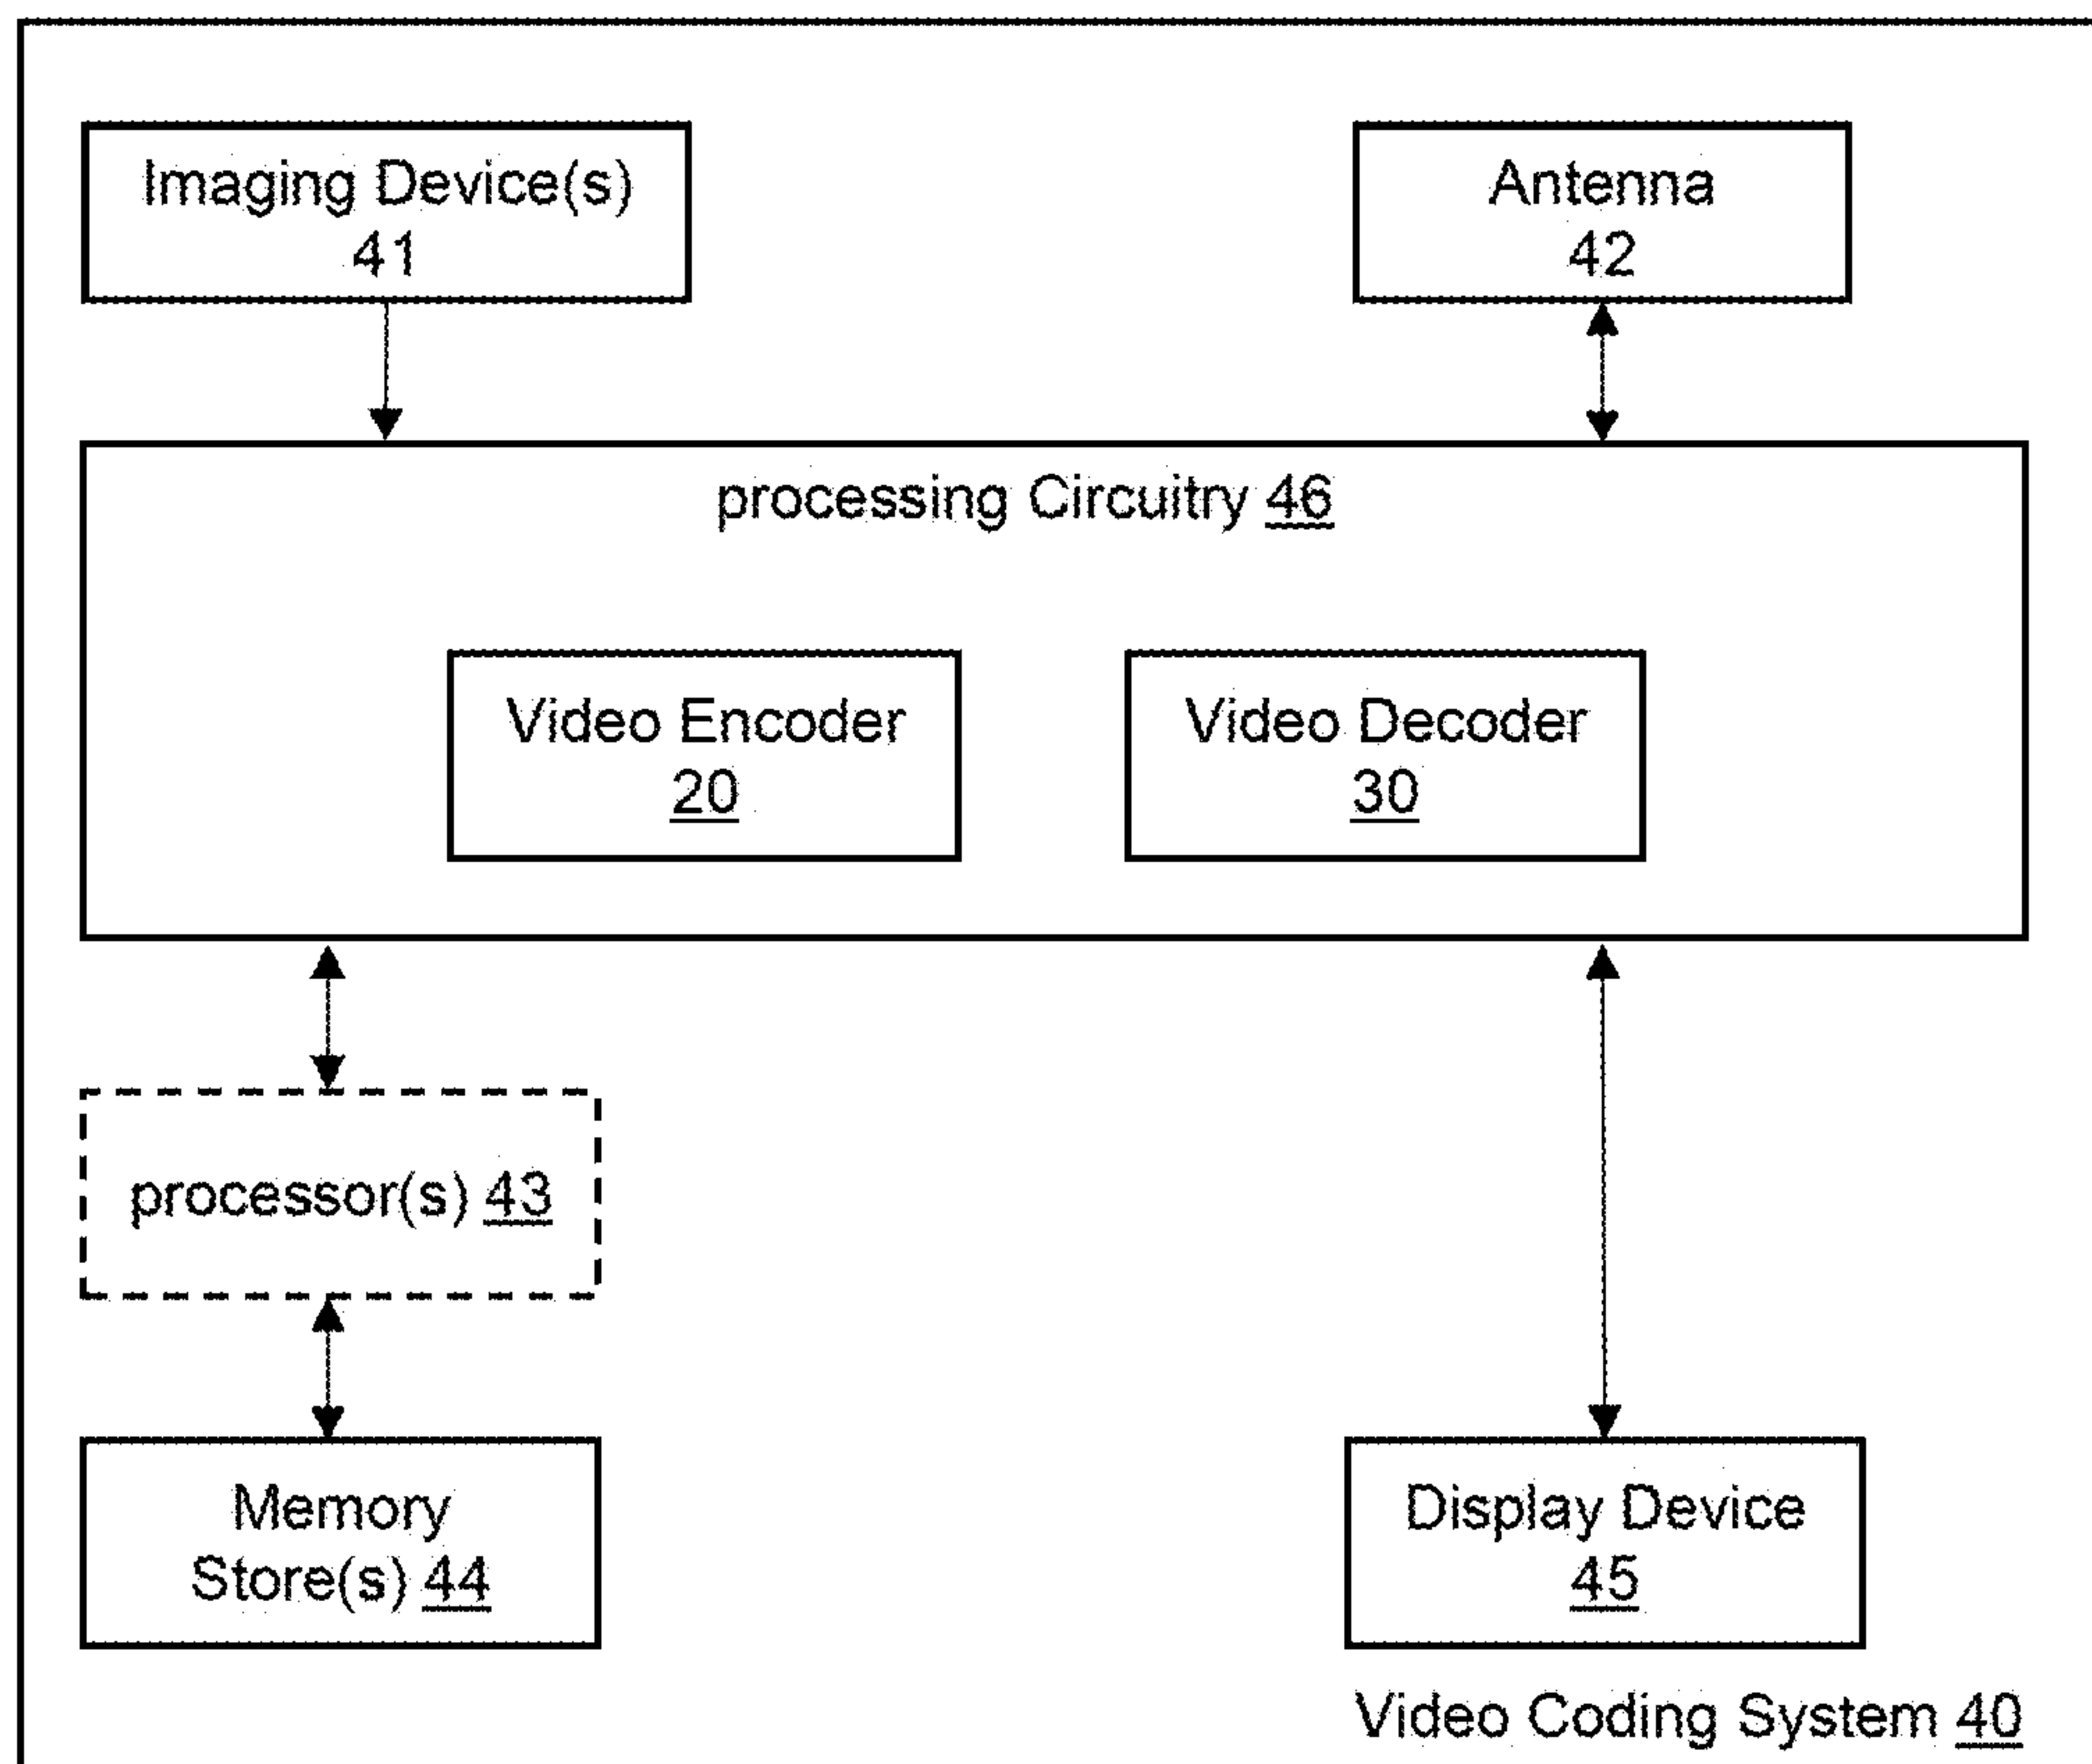 Imaging Device(s)
41
Antenna
42
processing Circuitry 46
Video Encoder
20
Video Decoder
30
processor(s) 43
Memory
Store(s) 44
Display Device
45
Video Coding System 40